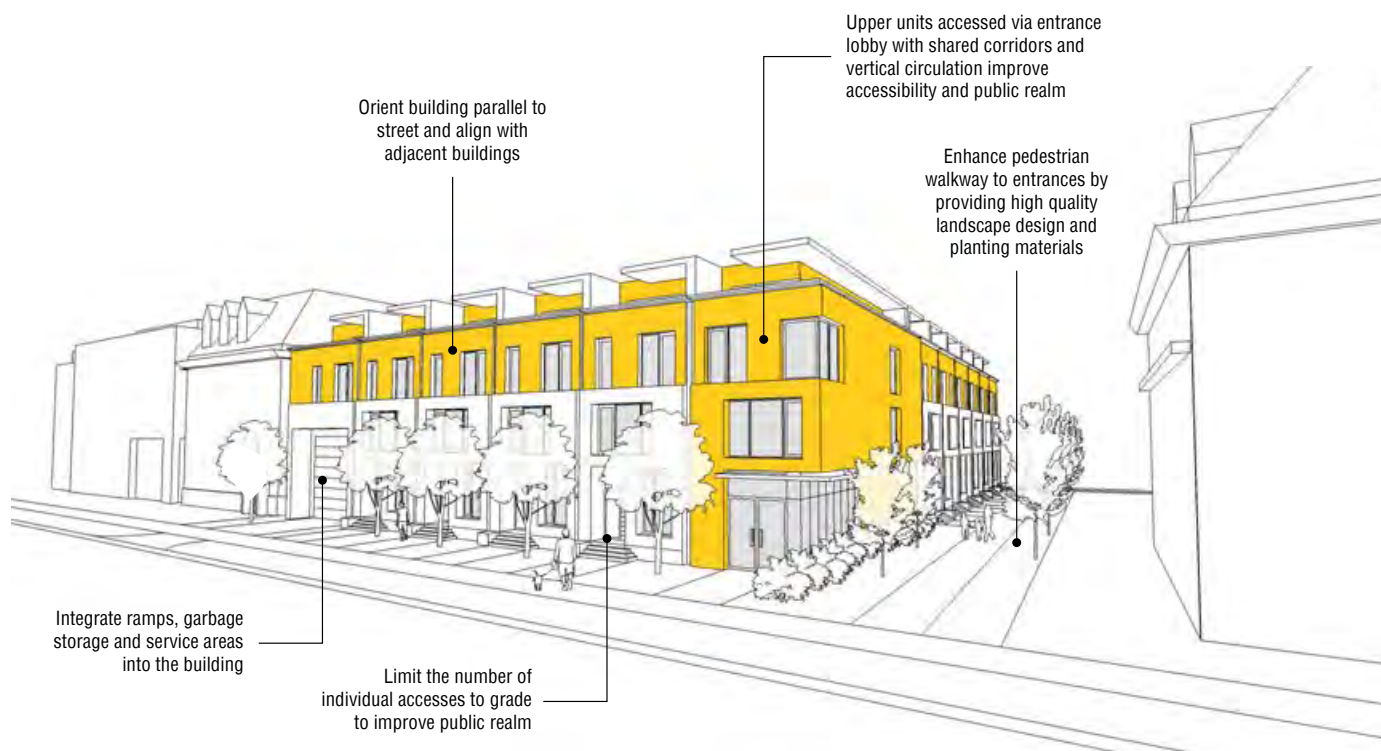 Upper units accessed via entrance
lobby with shared corridors and
vertical circulation improve
accessibility and public realm
Orient building parallel to
street and align with
adjacent buildings
Enhance pedestrian
walkway to entrances by
providing high quality
landscape design and
planting materials
Integrate ramps, garbage
storage and service areas
into the building
Limit the number of
individual accesses to grade
to improve public realm